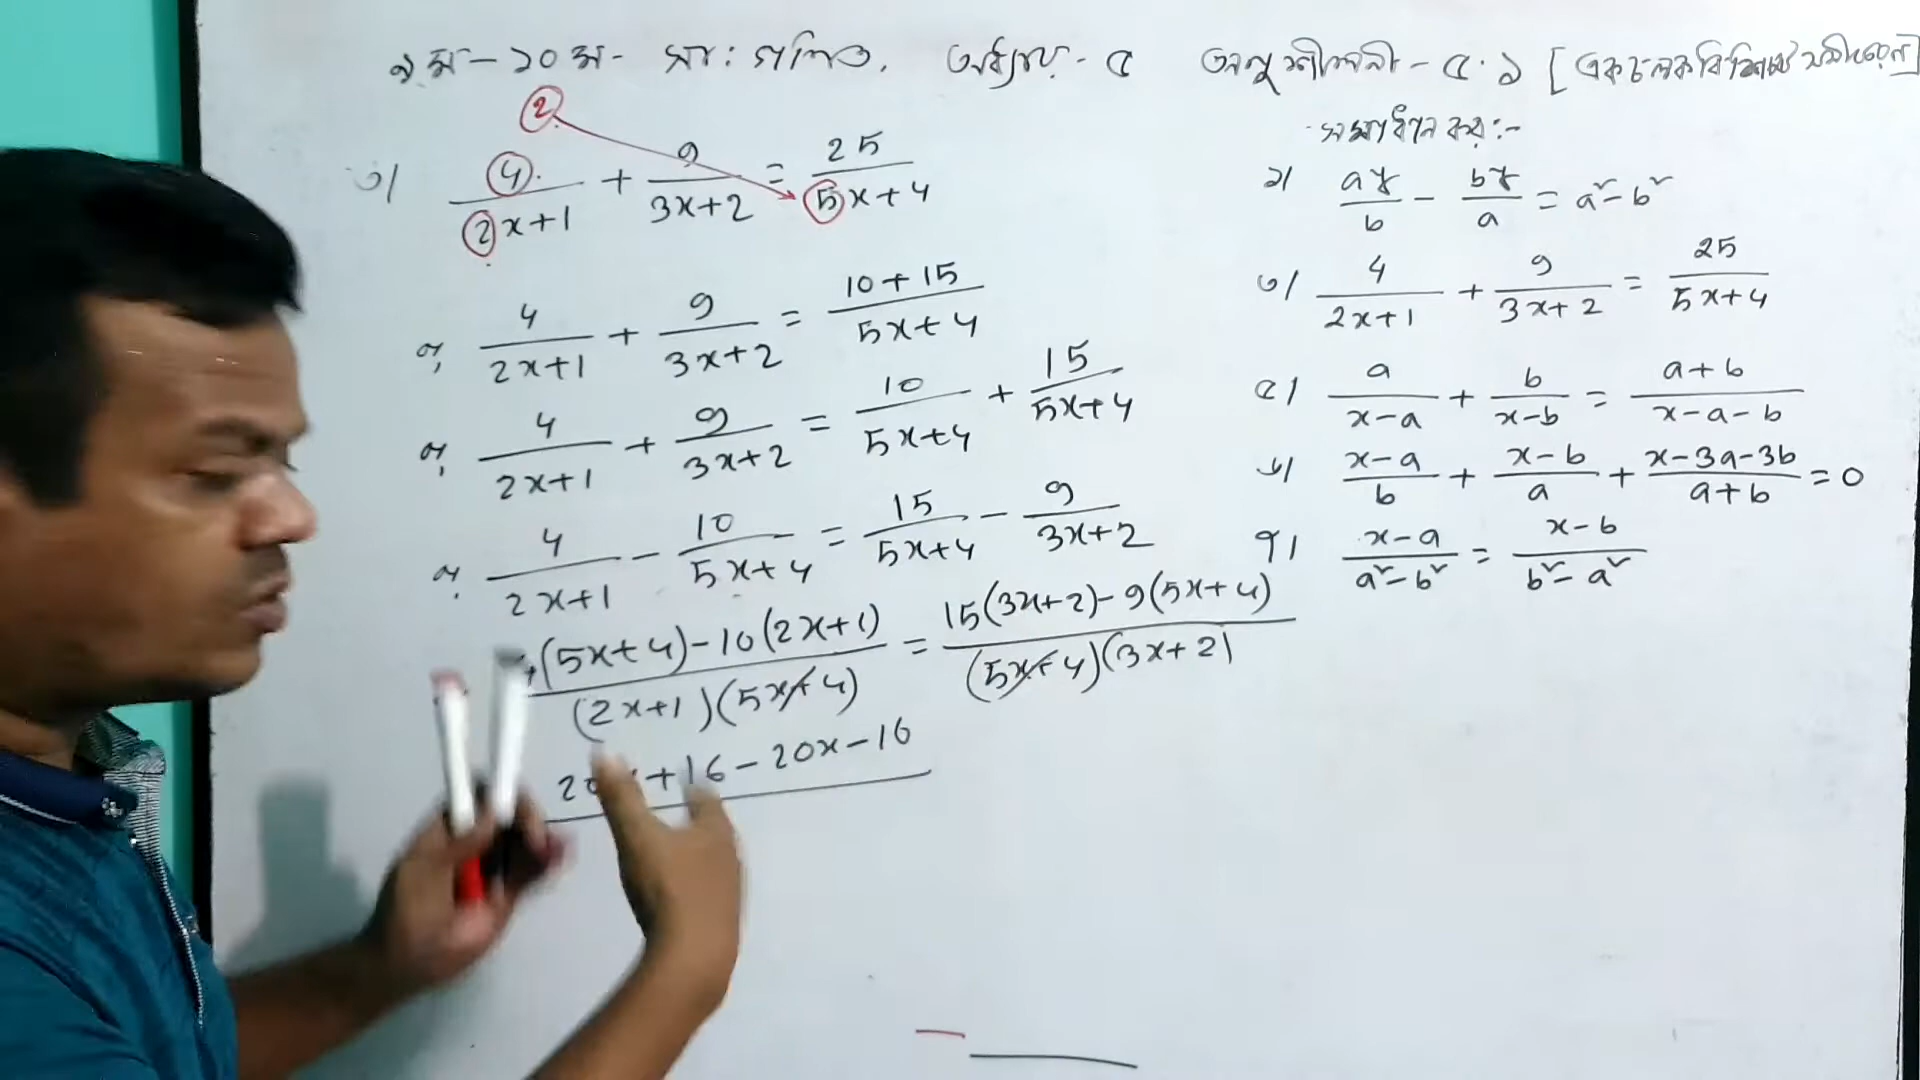 ৯ম - ১০ম - সা: গণিত. অধ্যায় - ৫ অনুশীলনী - ৫.১ [একচলকবিশিষ্ট সমীকরণ]
২
৩। 4/(2x+1) + 9/(3x+2) = 25/(5x+4)
বা, 4/(2x+1) + 9/(3x+2) = (10+15)/(5x+4)
বা, 4/(2x+1) + 9/(3x+2) = 10/(5x+4) + 15/(5x+4)
বা, 4/(2x+1) - 10/(5x+4) = 15/(5x+4) - 9/(3x+2)
(5x+4) - 10(2x+1)/(2x+1)(5x+4) = 15(3x+2) - 9(5x+4)/(5x+4)(3x+2)
+16 - 20x - 10
সমাধান কর:-
১। ax/b - bx/a = a² - b²
৩। 4/(2x+1) + 9/(3x+2) = 25/(5x+4)
৫। a/(x-a) + b/(x-b) = (a+b)/(x-a-b)
৬। (x-a)/b + (x-b)/a + (x-3a-3b)/(a+b) = 0
৭। (x-a)/(a²-b²) = (x-b)/(b²-a²)